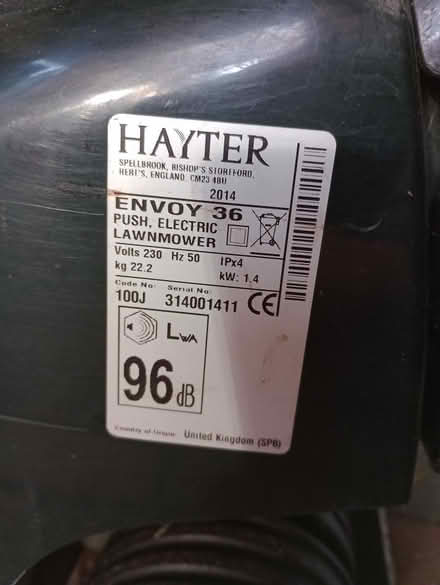 HAYTER
SPELLBROOK, BISHOP'S STORTFORD,
HERT'S, ENGLAND, CM23 4BU
2014
ENVOY 36
PUSH, ELECTRIC
LAWNMOWER
Volts 230 Hz 50 IPx4
kg 22.2 kW: 1.4
Code No: Serial No:
100J 314001411 CE
LWA
96 dB
Country of Origin: United Kingdom (SPB)